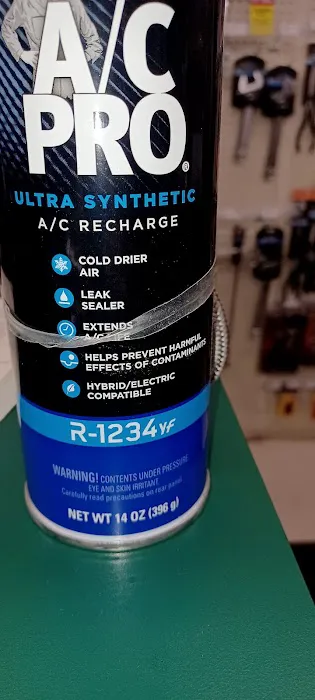 A/C
PRO®
ULTRA SYNTHETIC
A/C RECHARGE
COLD DRIER
AIR
LEAK
SEALER
EXTENDS
A/C LIFE
HELPS PREVENT HARMFUL
EFFECTS OF CONTAMINANTS
HYBRID/ELECTRIC
COMPATIBLE
R-1234YF
WARNING! CONTENTS UNDER PRESSURE
EYE AND SKIN IRRITANT
Carefully read precautions on rear panel
NET WT 14 OZ (396 g)